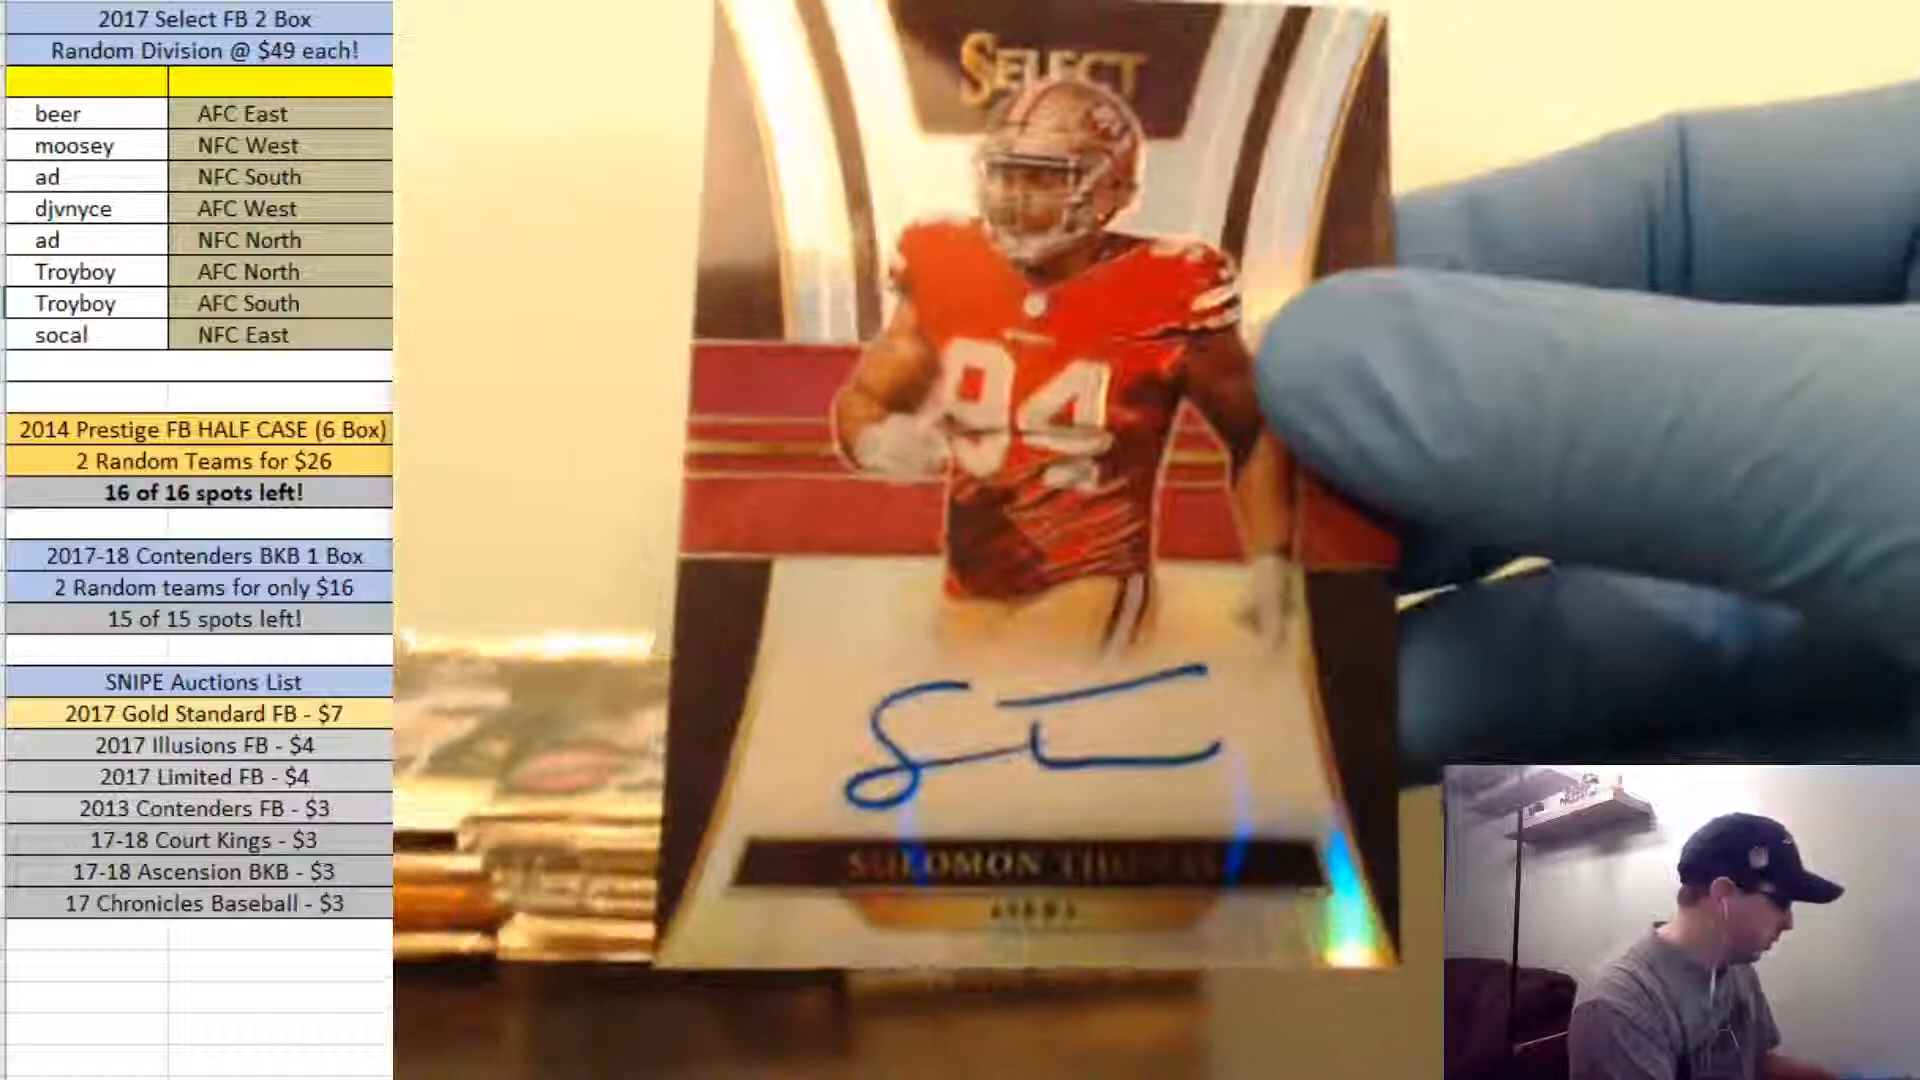 2017 Select FB 2 Box
Random Division @ $49 each!
beer AFC East
moosey NFC West
ad NFC South
djvnyce AFC West
ad NFC North
Troyboy AFC North
Troyboy AFC South
socal NFC East
2014 Prestige FB HALF CASE (6 Box)
2 Random Teams for $26
16 of 16 spots left!
2017-18 Contenders BKB 1 Box
2 Random teams for only $16
15 of 15 spots left!
SNIPE Auctions List
2017 Gold Standard FB - $7
2017 Illusions FB - $4
2017 Limited FB - $4
2013 Contenders FB - $3
17-18 Court Kings - $3
17-18 Ascension BKB - $3
17 Chronicles Baseball - $3
SELECT
94
SOLOMON THOMAS
49ERS